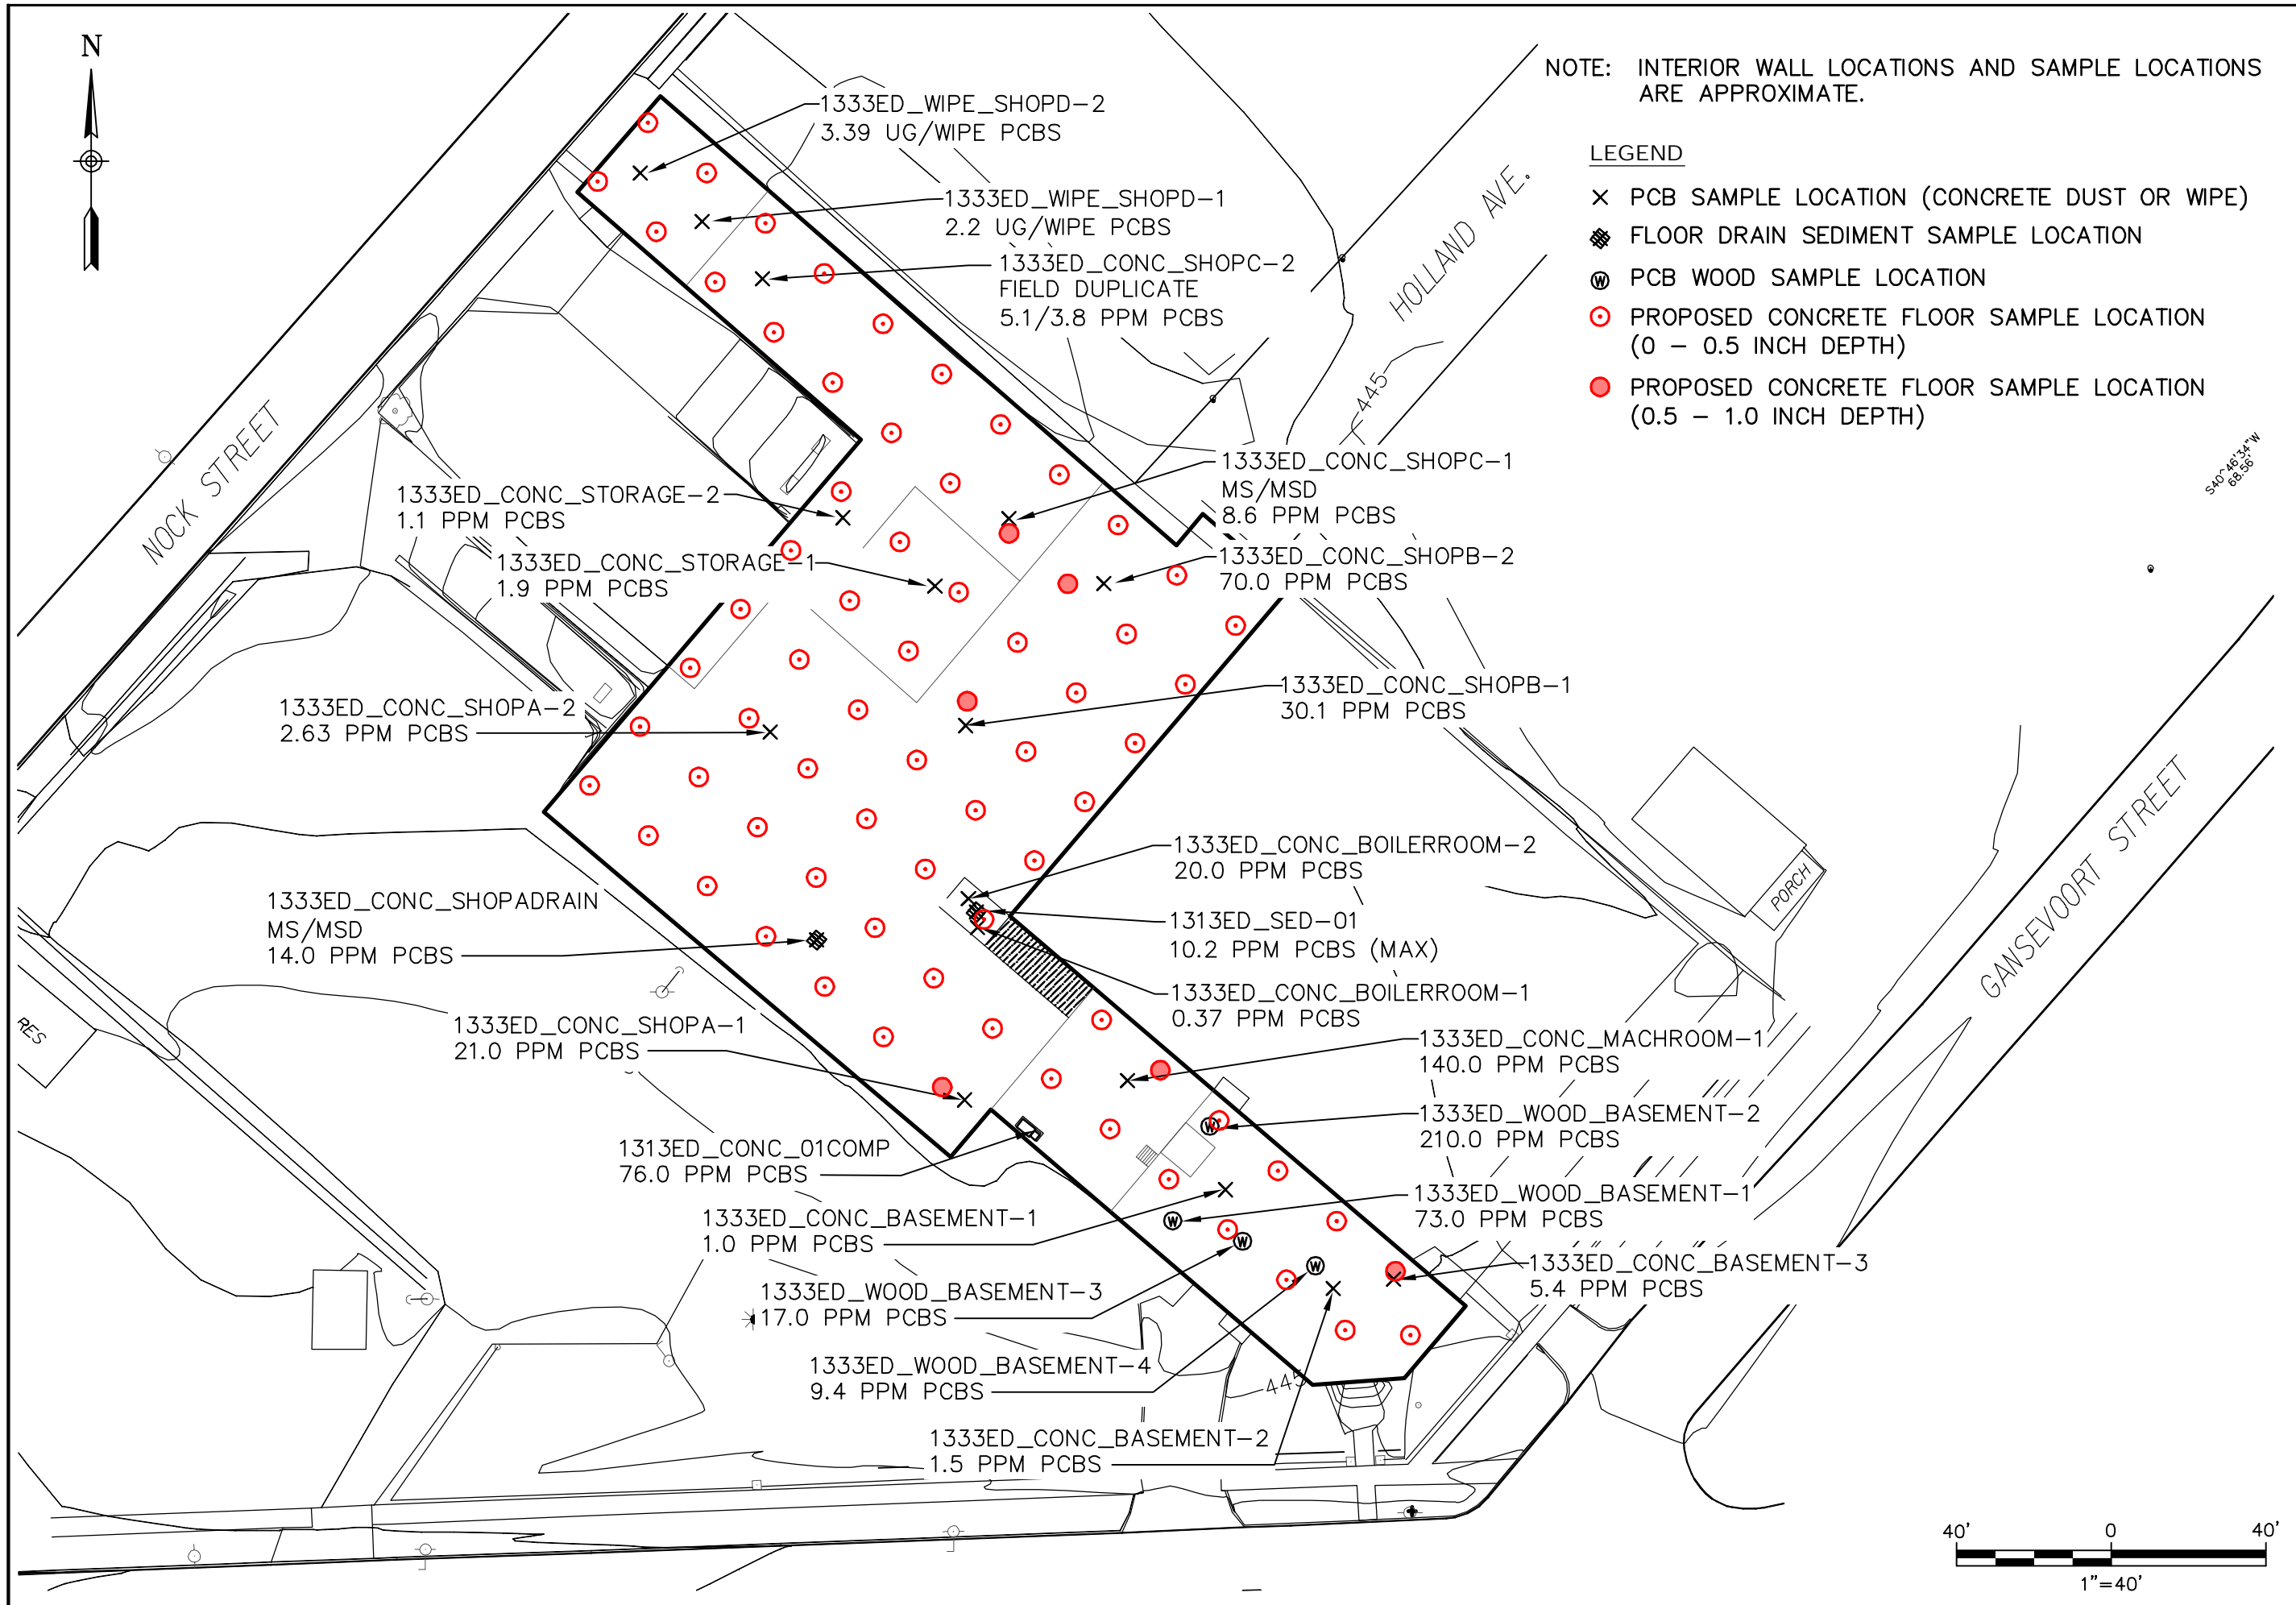 N
NOTE: INTERIOR WALL LOCATIONS AND SAMPLE LOCATIONS
ARE APPROXIMATE.
LEGEND
PCB SAMPLE LOCATION (CONCRETE DUST OR WIPE)
FLOOR DRAIN SEDIMENT SAMPLE LOCATION
W PCB WOOD SAMPLE LOCATION
PROPOSED CONCRETE FLOOR SAMPLE LOCATION
(0 – 0.5 INCH DEPTH)
PROPOSED CONCRETE FLOOR SAMPLE LOCATION
(0.5 – 1.0 INCH DEPTH)
1333ED_WIPE_SHOPD-2
3.39 UG/WIPE PCBS
1333ED_WIPE_SHOPD-1
2.2 UG/WIPE PCBS
1333ED_CONC_SHOPC-2
FIELD DUPLICATE
5.1/3.8 PPM PCBS
HOLLAND AVE.
445
S40°46'34"W
68.56'
NOCK STREET
1333ED_CONC_SHOPC-1
MS/MSD
8.6 PPM PCBS
1333ED_CONC_STORAGE-2
1.1 PPM PCBS
1333ED_CONC_STORAGE-1
1.9 PPM PCBS
1333ED_CONC_SHOPB-2
70.0 PPM PCBS
1333ED_CONC_SHOPA-2
2.63 PPM PCBS
1333ED_CONC_SHOPB-1
30.1 PPM PCBS
GANSEVOORT STREET
PORCH
1333ED_CONC_BOILERROOM-2
20.0 PPM PCBS
1333ED_CONC_SHOPADRAIN
MS/MSD
14.0 PPM PCBS
1313ED_SED-01
10.2 PPM PCBS (MAX)
1333ED_CONC_BOILERROOM-1
0.37 PPM PCBS
RES
1333ED_CONC_SHOPA-1
21.0 PPM PCBS
1333ED_CONC_MACHROOM-1
140.0 PPM PCBS
1333ED_WOOD_BASEMENT-2
210.0 PPM PCBS
W
1313ED_CONC_01COMP
76.0 PPM PCBS
1333ED_WOOD_BASEMENT-1
73.0 PPM PCBS
W
1333ED_CONC_BASEMENT-1
1.0 PPM PCBS
W
W
1333ED_CONC_BASEMENT-3
5.4 PPM PCBS
1333ED_WOOD_BASEMENT-3
17.0 PPM PCBS
1333ED_WOOD_BASEMENT-4
9.4 PPM PCBS
445
1333ED_CONC_BASEMENT-2
1.5 PPM PCBS
40' 0 40'
1"=40'